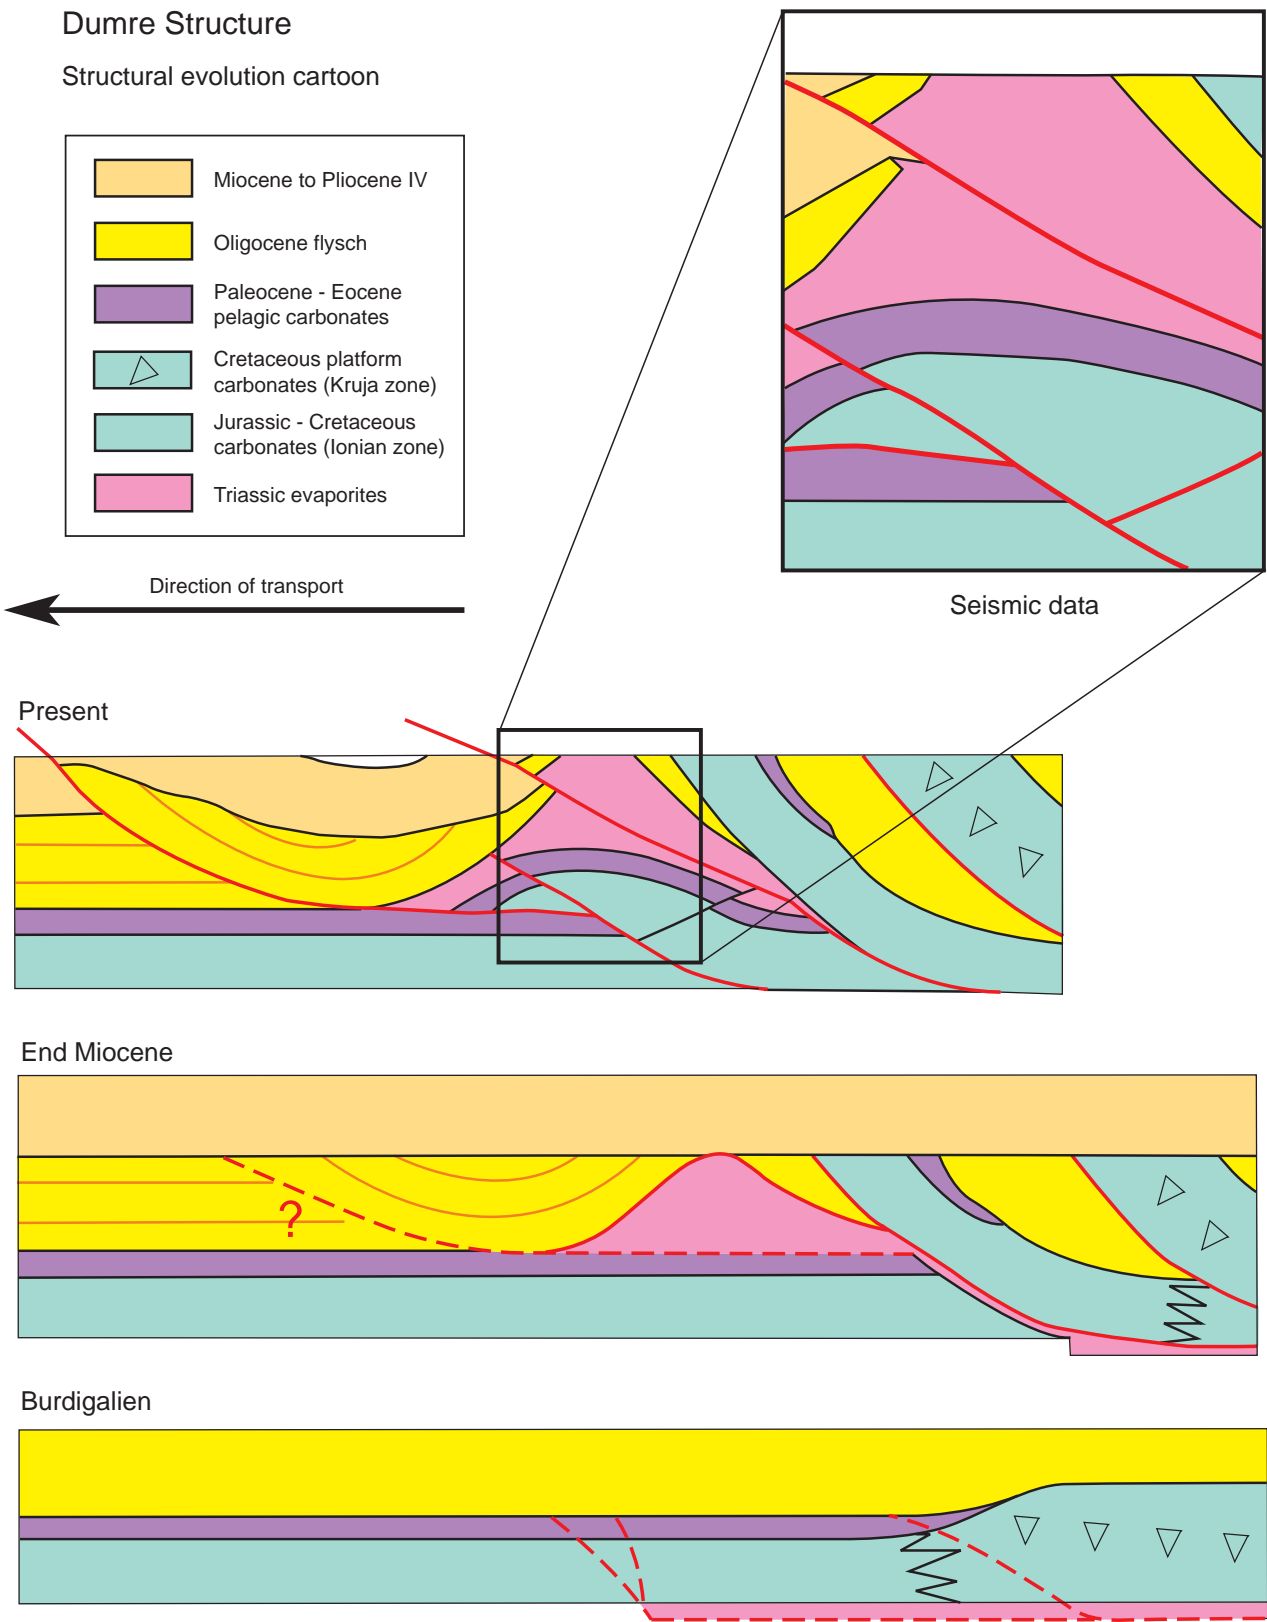 Dumre Structure
Structural evolution cartoon
Miocene to Pliocene IV
Oligocene flysch
Paleocene - Eocene
pelagic carbonates
Cretaceous platform
carbonates (Kruja zone)
Jurassic - Cretaceous
carbonates (Ionian zone)
Triassic evaporites
Direction of transport
Seismic data
Present
End Miocene
?
Burdigalien